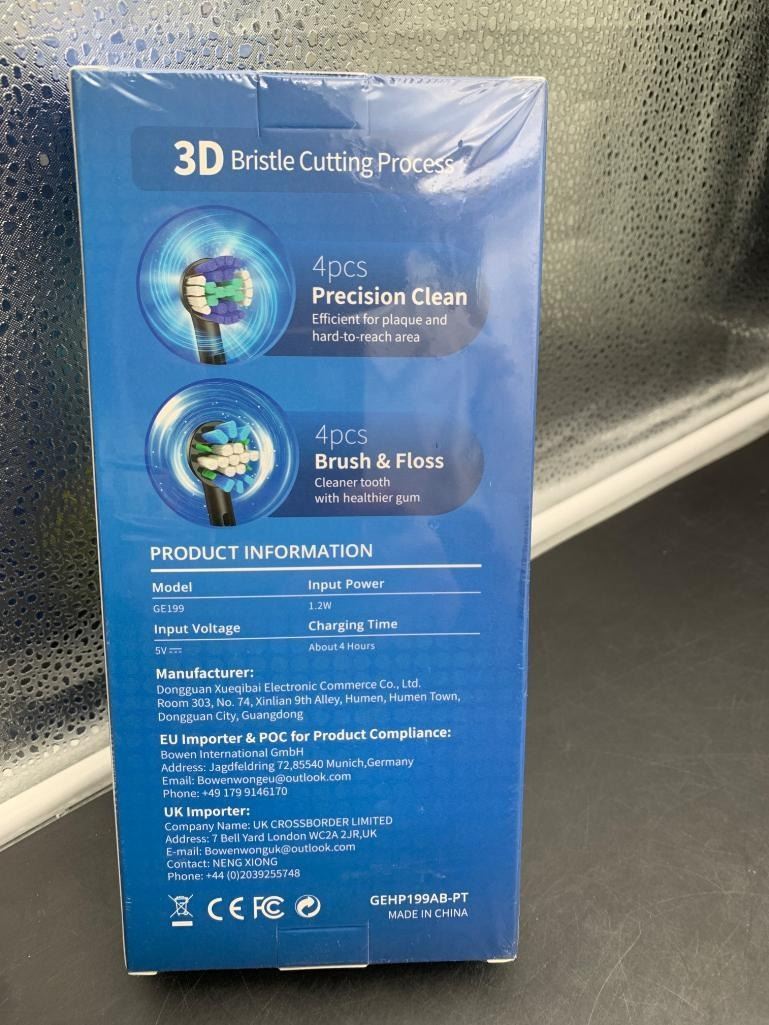 3D Bristle Cutting Process
4pcs
Precision Clean
Efficient for plaque and
hard-to-reach area
4pcs
Brush & Floss
Cleaner tooth
with healthier gum
PRODUCT INFORMATION
Model Input Power
GE199 1.2W
Input Voltage Charging Time
5V⎓ About 4 Hours
Manufacturer:
Dongguan Xueqibai Electronic Commerce Co., Ltd.
Room 303, No. 74, Xinlian 9th Alley, Humen, Humen Town,
Dongguan City, Guangdong
EU Importer & POC for Product Compliance:
Bowen International GmbH
Address: Jagdfeldring 72,85540 Munich,Germany
Email: Bowenwongeu@outlook.com
Phone: +49 179 9146170
UK Importer:
Company Name: UK CROSSBORDER LIMITED
Address: 7 Bell Yard London WC2A 2JR,UK
E-mail: Bowenwonguk@outlook.com
Contact: NENG XIONG
Phone: +44 (0)2039255748
CE FC
GEHP199AB-PT
MADE IN CHINA